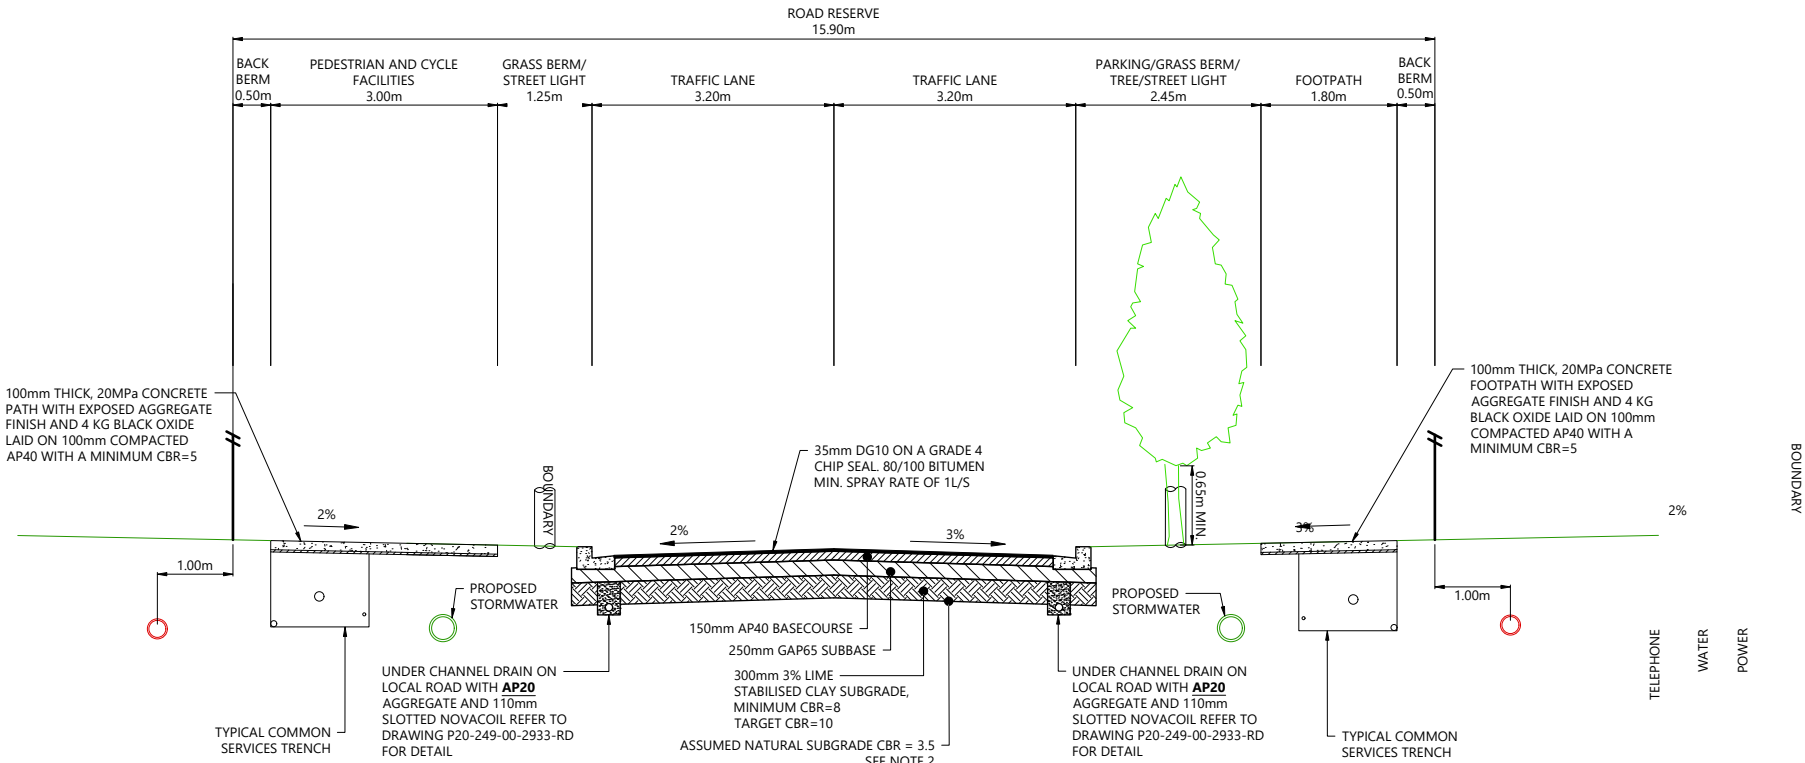 ROAD RESERVE
15.90m
BACK
BERM
0.50m
PEDESTRIAN AND CYCLE
FACILITIES
3.00m
GRASS BERM/
STREET LIGHT
1.25m
TRAFFIC LANE
3.20m
TRAFFIC LANE
3.20m
PARKING/GRASS BERM/
TREE/STREET LIGHT
2.45m
FOOTPATH
1.80m
BACK
BERM
0.50m
100mm THICK, 20MPa CONCRETE
PATH WITH EXPOSED AGGREGATE
FINISH AND 4 KG BLACK OXIDE
LAID ON 100mm COMPACTED
AP40 WITH A MINIMUM CBR=5
35mm DG10 ON A GRADE 4
CHIP SEAL. 80/100 BITUMEN
MIN. SPRAY RATE OF 1L/S
100mm THICK, 20MPa CONCRETE
FOOTPATH WITH EXPOSED
AGGREGATE FINISH AND 4 KG
BLACK OXIDE LAID ON 100mm
COMPACTED AP40 WITH A
MINIMUM CBR=5
BOUNDARY
BOUNDARY
0.65m MIN
2%
2%
3%
3%
2%
1.00m
1.00m
PROPOSED
STORMWATER
PROPOSED
STORMWATER
150mm AP40 BASECOURSE
250mm GAP65 SUBBASE
300mm 3% LIME
STABILISED CLAY SUBGRADE,
MINIMUM CBR=8
TARGET CBR=10
ASSUMED NATURAL SUBGRADE CBR = 3.5
SEE NOTE 2
UNDER CHANNEL DRAIN ON
LOCAL ROAD WITH AP20
AGGREGATE AND 110mm
SLOTTED NOVACOIL REFER TO
DRAWING P20-249-00-2933-RD
FOR DETAIL
UNDER CHANNEL DRAIN ON
LOCAL ROAD WITH AP20
AGGREGATE AND 110mm
SLOTTED NOVACOIL REFER TO
DRAWING P20-249-00-2933-RD
FOR DETAIL
TYPICAL COMMON
SERVICES TRENCH
TYPICAL COMMON
SERVICES TRENCH
TELEPHONE
WATER
POWER